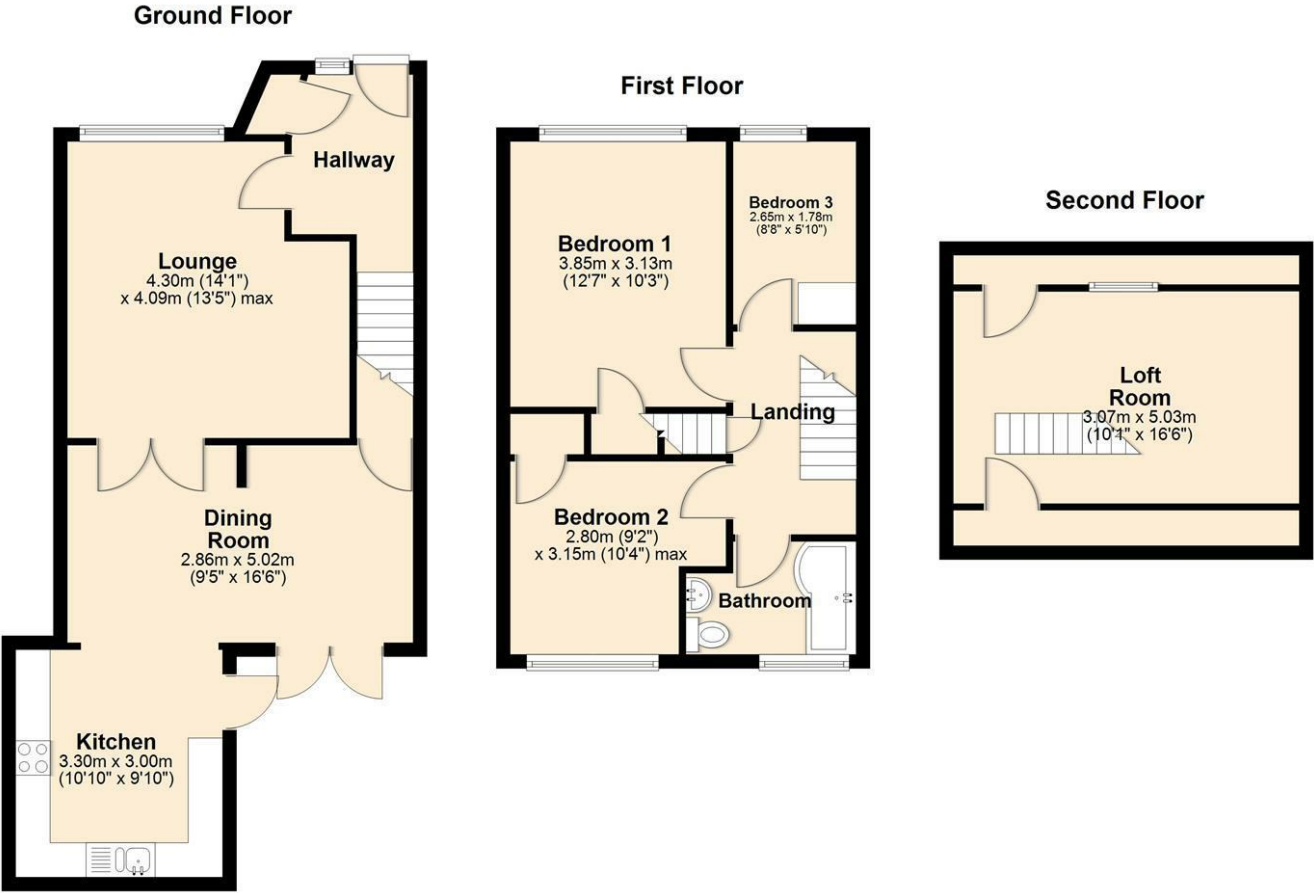 Ground Floor
Hallway
Lounge
4.30m (14'1")
x 4.09m (13'5") max
Dining
Room
2.86m x 5.02m
(9'5" x 16'6")
Kitchen
3.30m x 3.00m
(10'10" x 9'10")
First Floor
Bedroom 1
3.85m x 3.13m
(12'7" x 10'3")
Bedroom 3
2.65m x 1.78m
(8'8" x 5'10")
Landing
Bedroom 2
2.80m (9'2")
x 3.15m (10'4") max
Bathroom
Second Floor
Loft
Room
3.07m x 5.03m
(10'1" x 16'6")